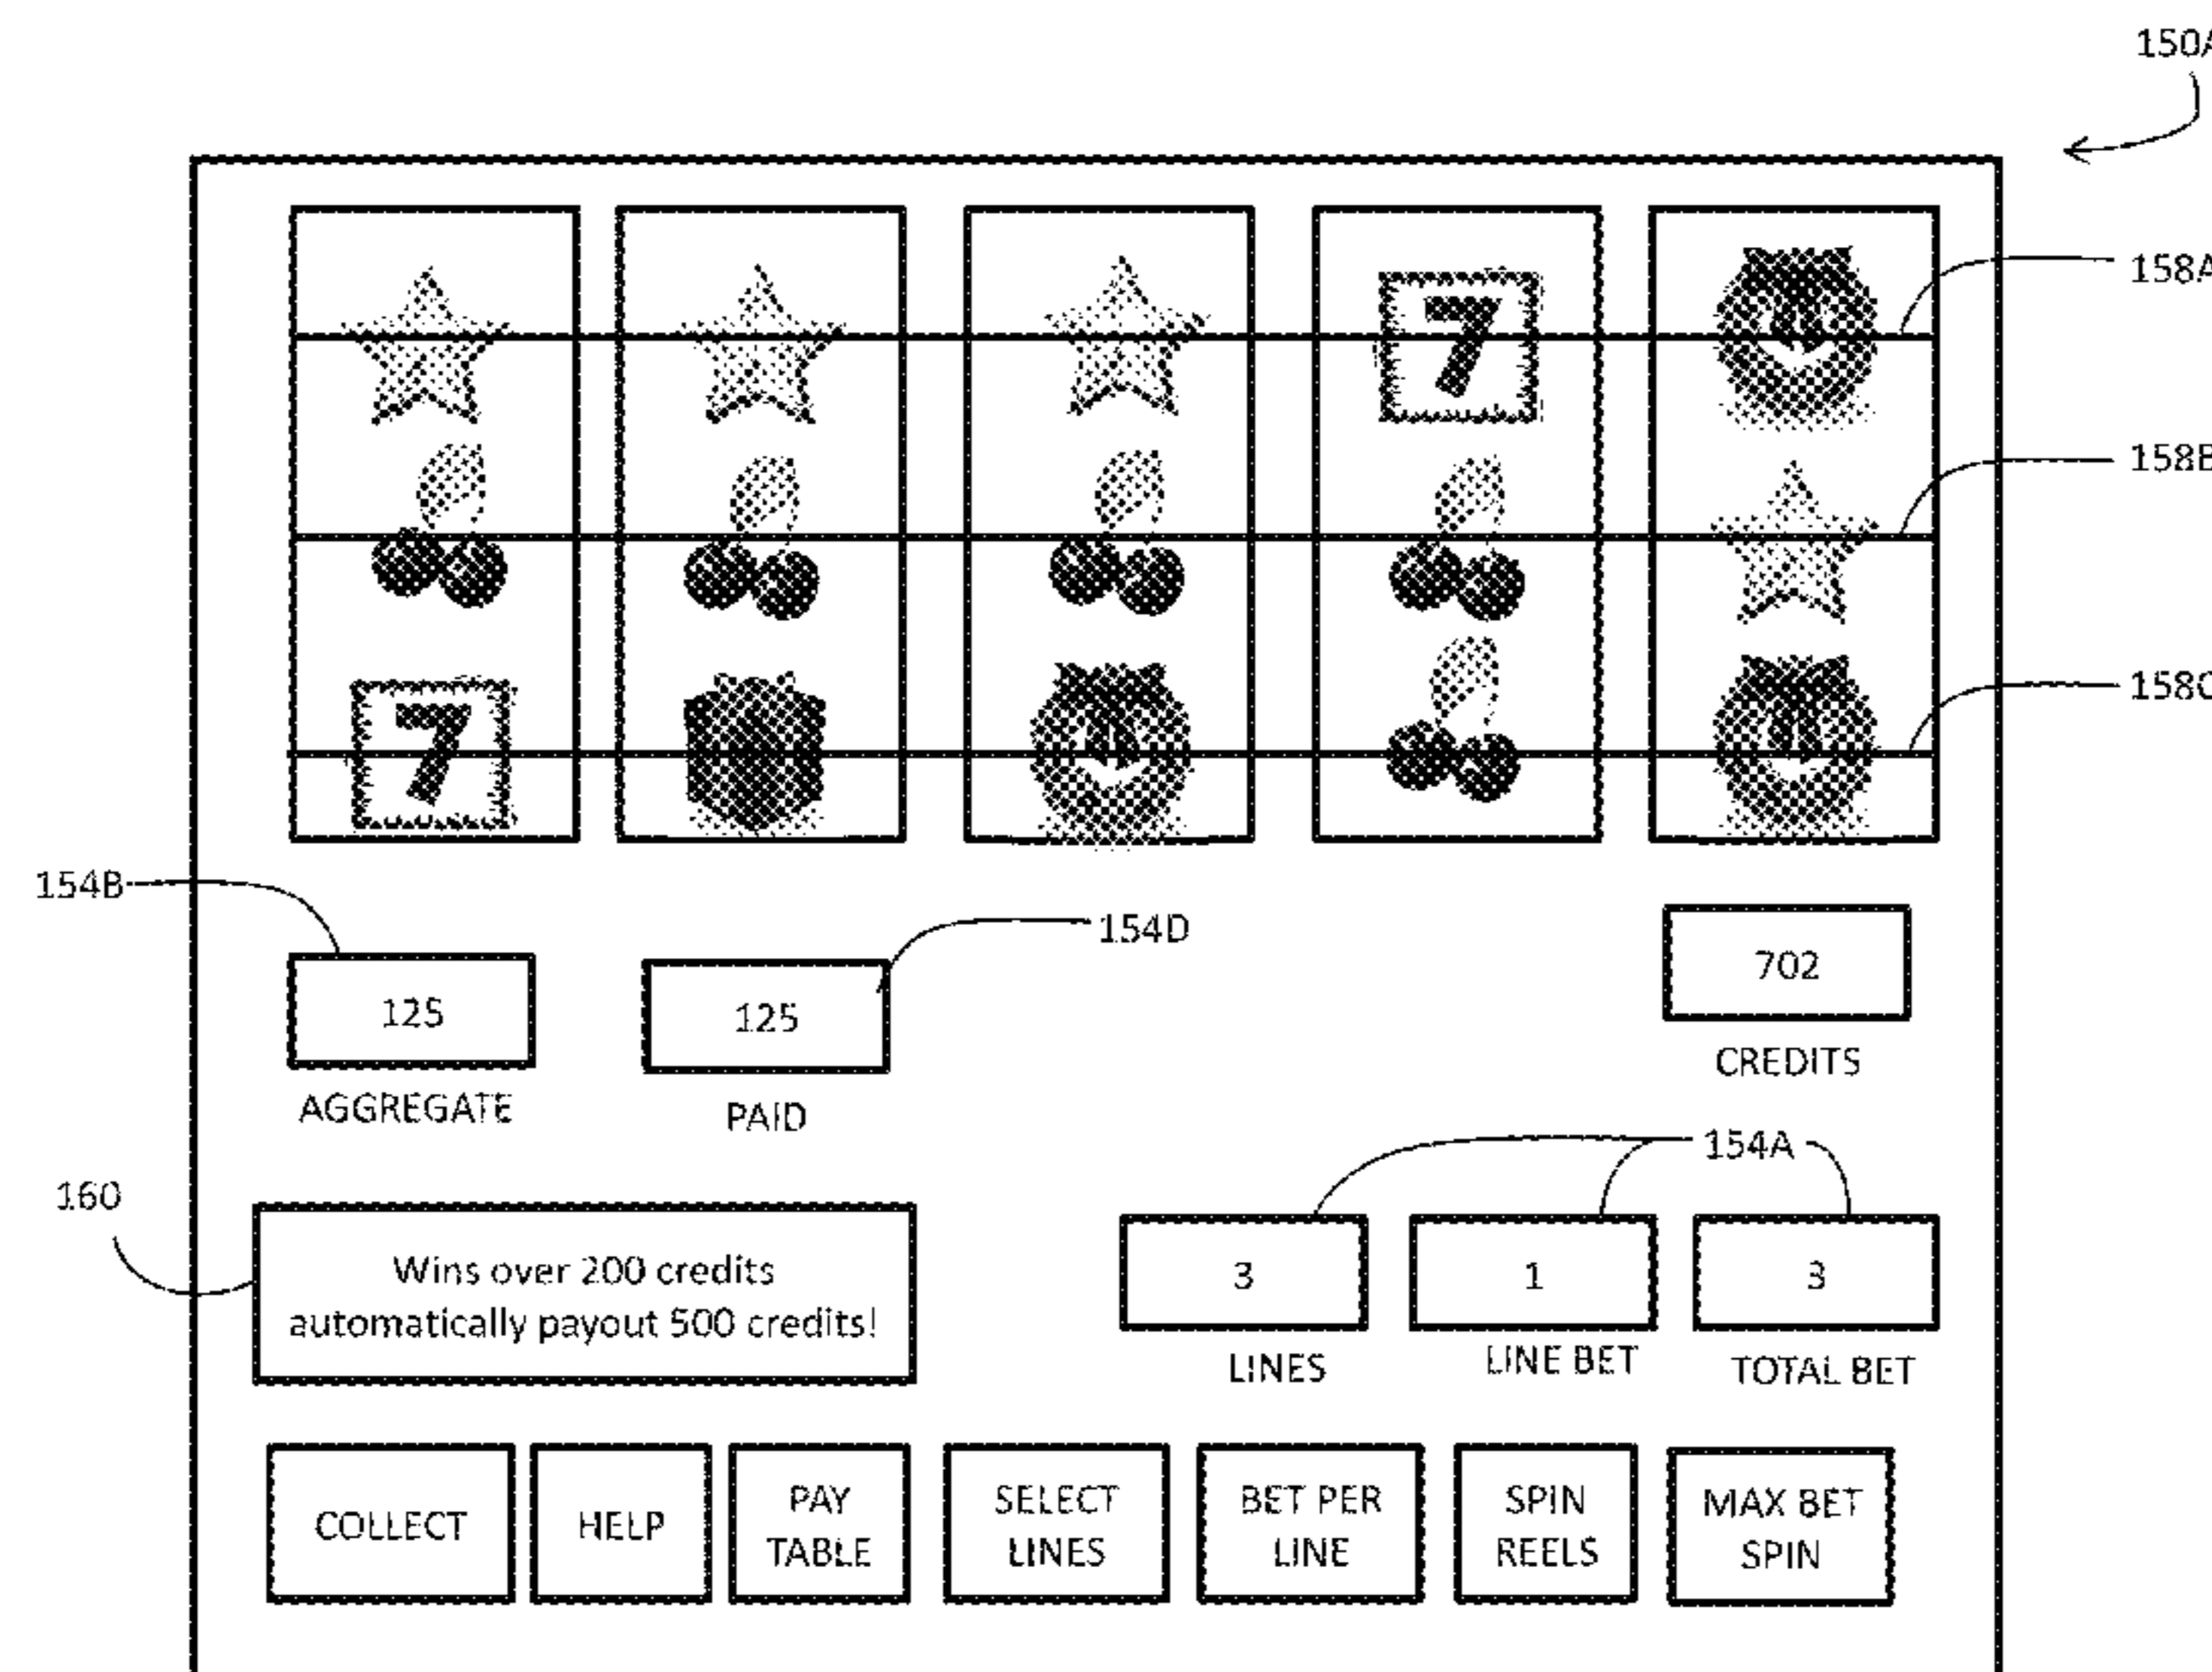 150A
7
158A
158B
7
158C
154B
154D
125
125
702
AGGREGATE
PAID
CREDITS
154A
160
Wins over 200 credits
automatically payout 500 credits!
3
1
3
LINES
LINE BET
TOTAL BET
COLLECT
HELP
PAY
TABLE
SELECT
LINES
BET PER
LINE
SPIN
REELS
MAX BET
SPIN